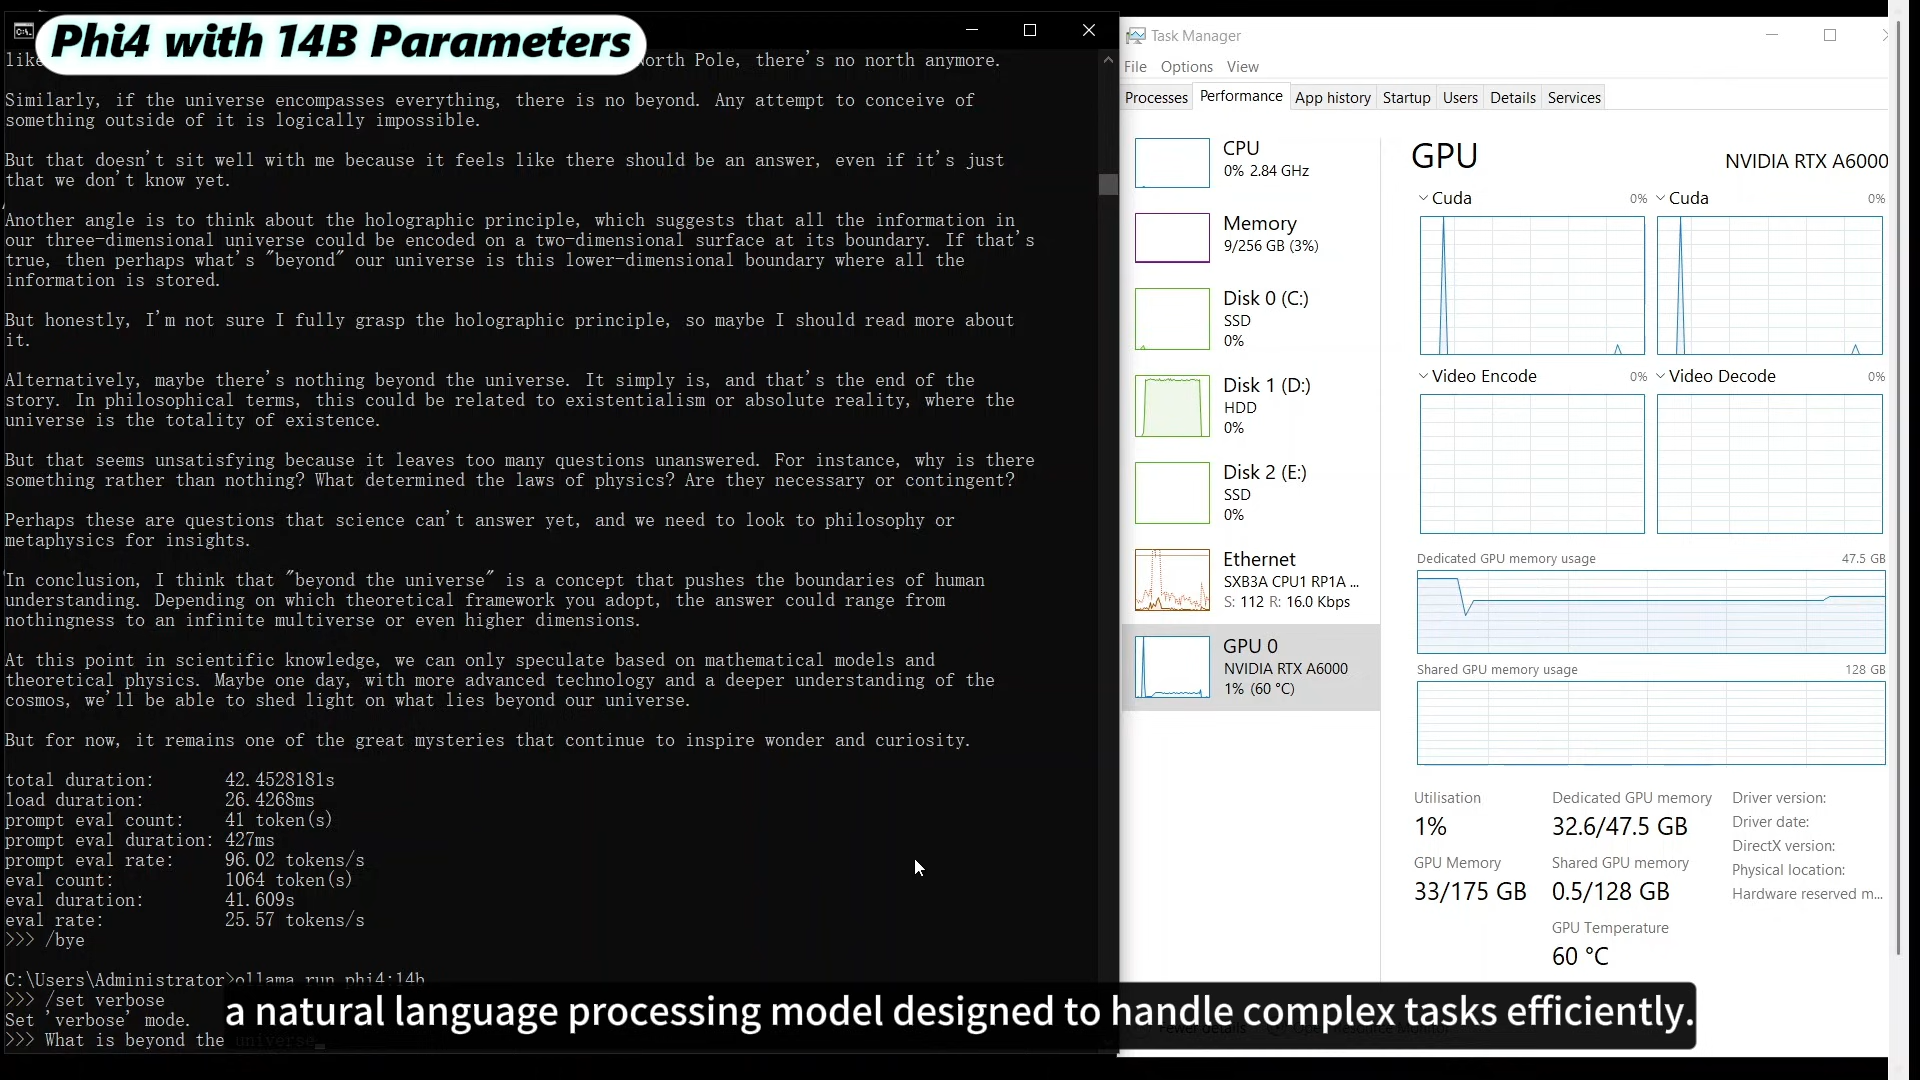 Phi4 with 14B Parameters
like North Pole, there's no north anymore.
Similarly, if the universe encompasses everything, there is no beyond. Any attempt to conceive of
something outside of it is logically impossible.
But that doesn't sit well with me because it feels like there should be an answer, even if it's just
that we don't know yet.
Another angle is to think about the holographic principle, which suggests that all the information in
our three-dimensional universe could be encoded on a two-dimensional surface at its boundary. If that's
true, then perhaps what's "beyond" our universe is this lower-dimensional boundary where all the
information is stored.
But honestly, I'm not sure I fully grasp the holographic principle, so maybe I should read more about
it.
Alternatively, maybe there's nothing beyond the universe. It simply is, and that's the end of the
story. In philosophical terms, this could be related to existentialism or absolute reality, where the
universe is the totality of existence.
But that seems unsatisfying because it leaves too many questions unanswered. For instance, why is there
something rather than nothing? What determined the laws of physics? Are they necessary or contingent?
Perhaps these are questions that science can't answer yet, and we need to look to philosophy or
metaphysics for insights.
In conclusion, I think that "beyond the universe" is a concept that pushes the boundaries of human
understanding. Depending on which theoretical framework you adopt, the answer could range from
nothingness to an infinite multiverse or even higher dimensions.
At this point in scientific knowledge, we can only speculate based on mathematical models and
theoretical physics. Maybe one day, with more advanced technology and a deeper understanding of the
cosmos, we'll be able to shed light on what lies beyond our universe.
But for now, it remains one of the great mysteries that continue to inspire wonder and curiosity.
total duration: 42.4528181s
load duration: 26.4268ms
prompt eval count: 41 token(s)
prompt eval duration: 427ms
prompt eval rate: 96.02 tokens/s
eval count: 1064 token(s)
eval duration: 41.609s
eval rate: 25.57 tokens/s
>>> /bye
C:\Users\Administrator>ollama run phi4:14b
>>> /set verbose
Set 'verbose' mode.
>>> What is beyond the universe
a natural language processing model designed to handle complex tasks efficiently.
Task Manager
File Options View
Processes Performance App history Startup Users Details Services
CPU
0% 2.84 GHz
Memory
9/256 GB (3%)
Disk 0 (C:)
SSD
0%
Disk 1 (D:)
HDD
0%
Disk 2 (E:)
SSD
0%
Ethernet
SXB3A CPU1 RP1A ...
S: 112 R: 16.0 Kbps
GPU 0
NVIDIA RTX A6000
1% (60 °C)
GPU NVIDIA RTX A6000
Cuda 0% Cuda 0%
Video Encode 0% Video Decode 0%
Dedicated GPU memory usage 47.5 GB
Shared GPU memory usage 128 GB
Utilisation
1%
GPU Memory
33/175 GB
Dedicated GPU memory
32.6/47.5 GB
Shared GPU memory
0.5/128 GB
GPU Temperature
60 °C
Driver version:
Driver date:
DirectX version:
Physical location:
Hardware reserved m...